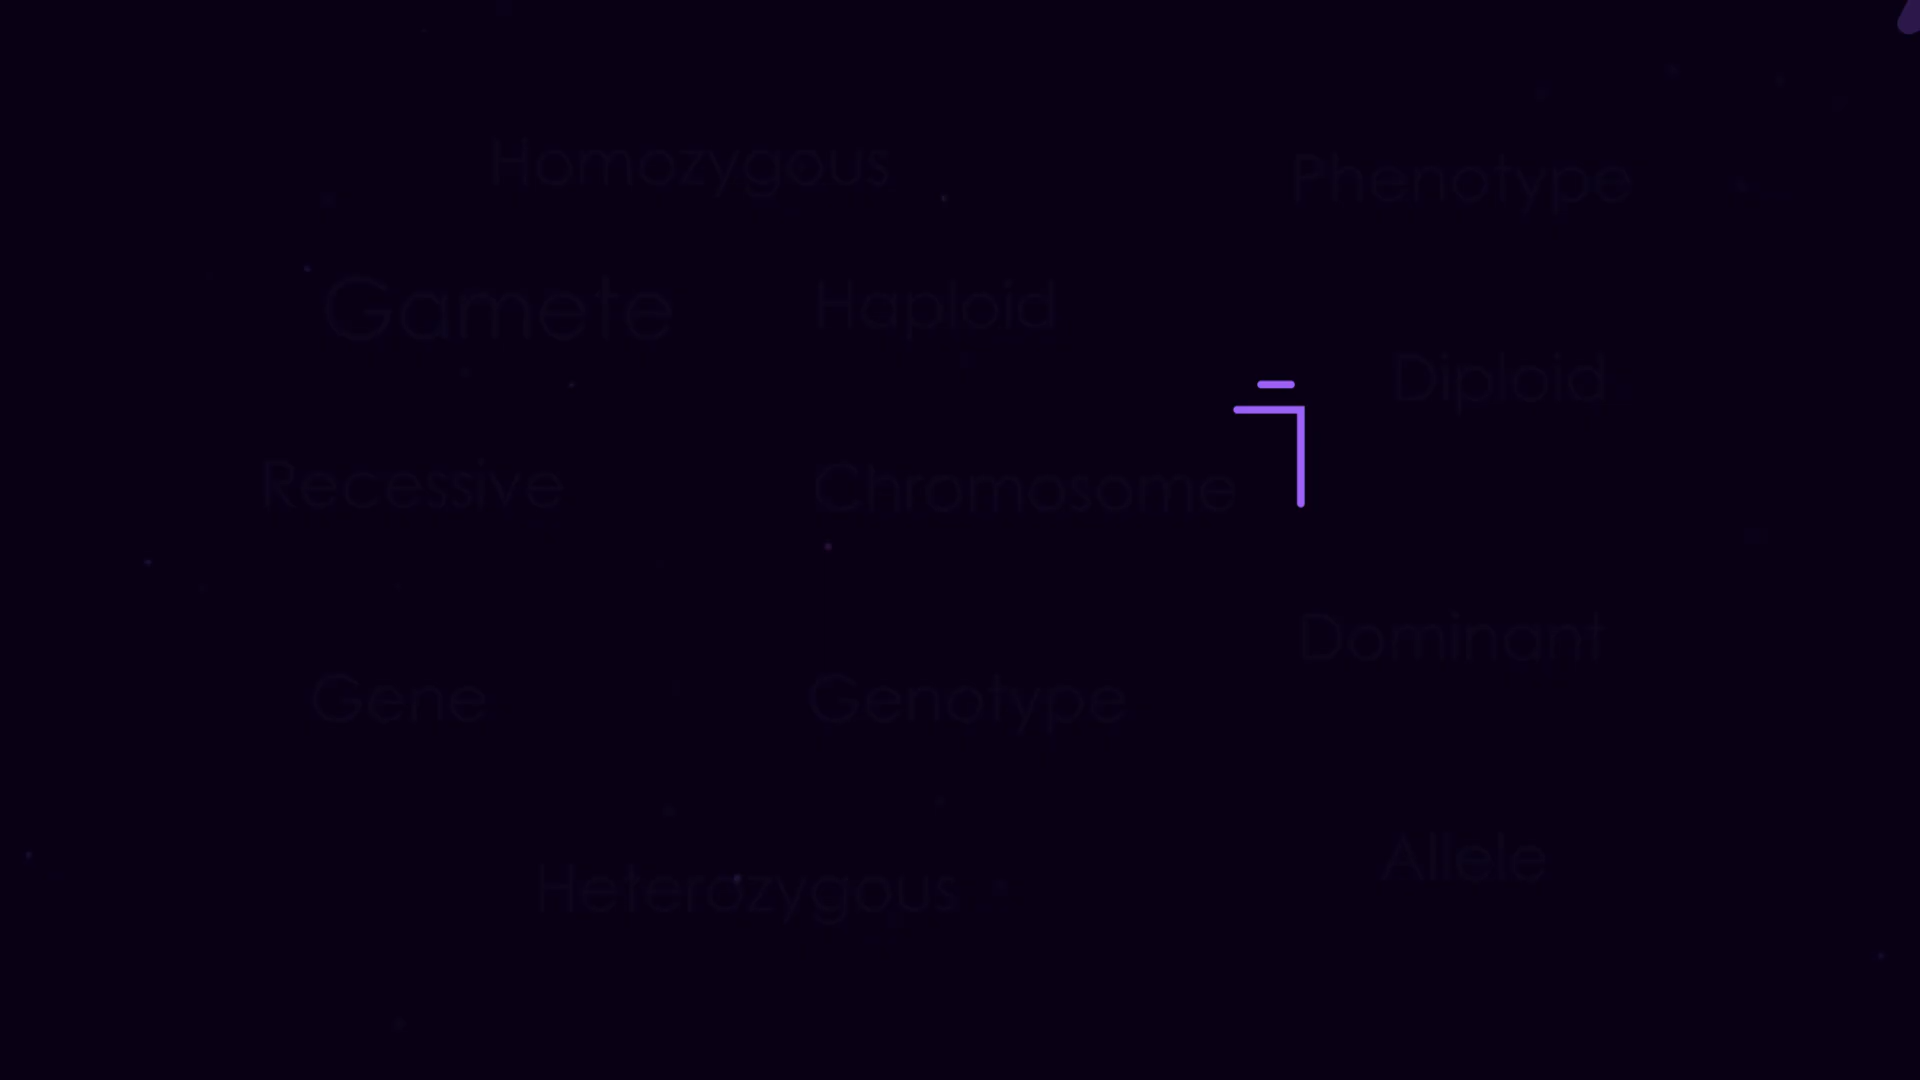 Homozygous
Phenotype
Gamete
Haploid
Diploid
Recessive
Chromosome
Dominant
Gene
Genotype
Allele
Heterozygous